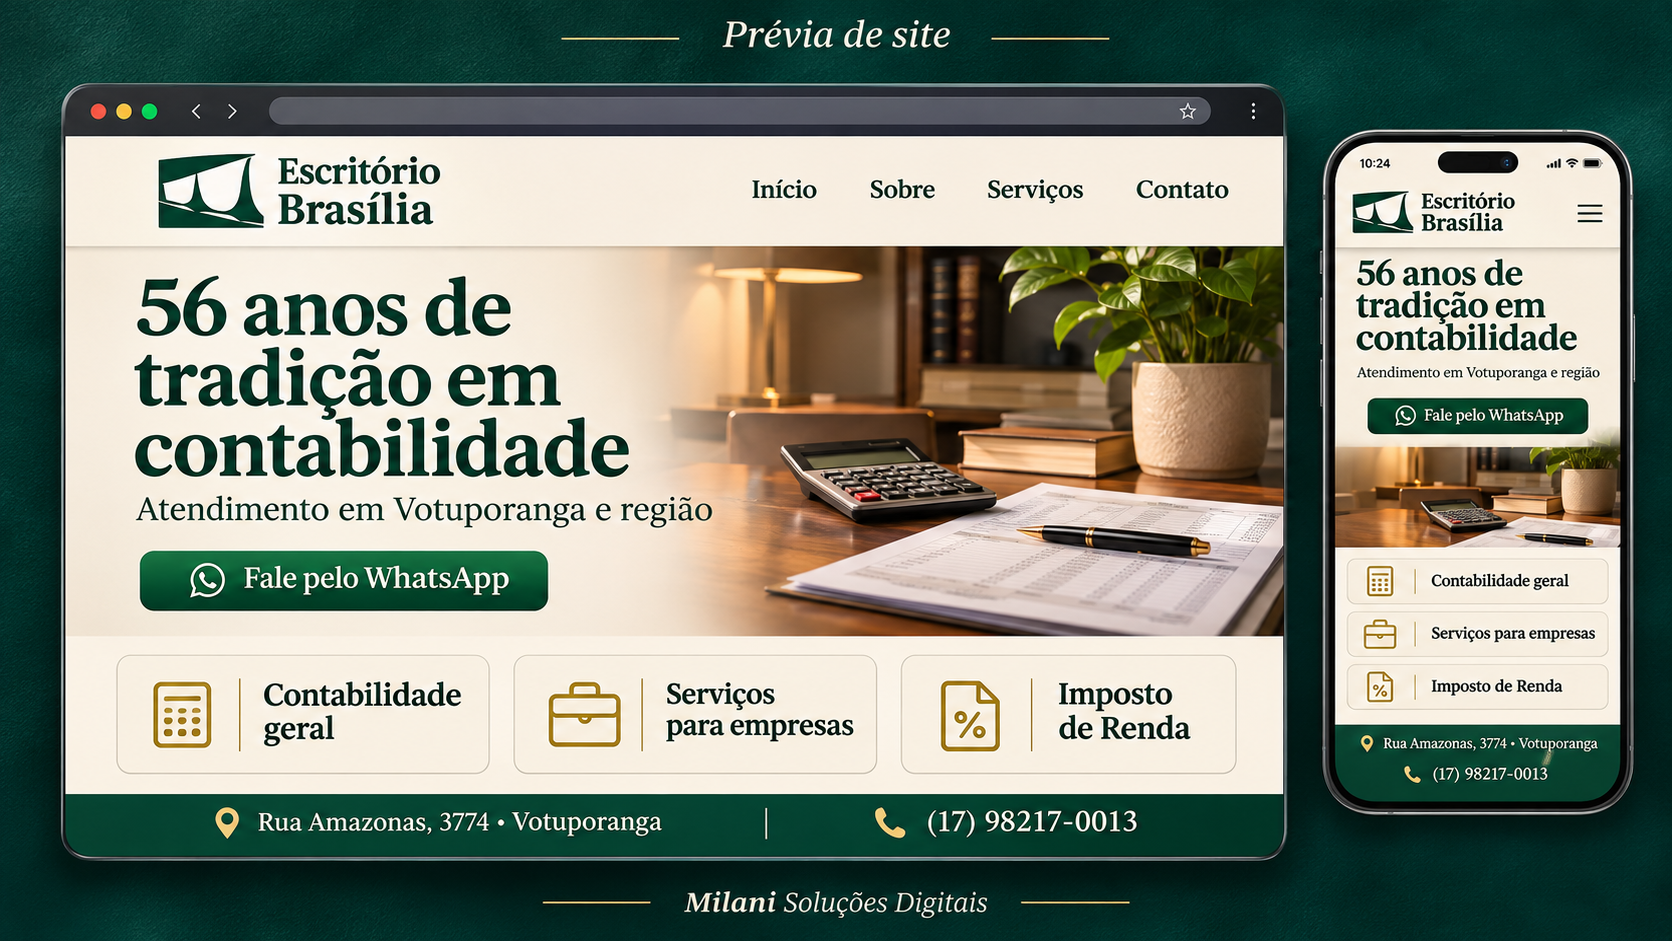 Prévia de site
Escritório
Brasília
Início
Sobre
Serviços
Contato
56 anos de
tradição em
contabilidade
Atendimento em Votuporanga e região
Fale pelo WhatsApp
Contabilidade
geral
Serviços
para empresas
Imposto
de Renda
Rua Amazonas, 3774 • Votuporanga
(17) 98217-0013
10:24
Escritório
Brasília
56 anos de
tradição em
contabilidade
Atendimento em Votuporanga e região
Fale pelo WhatsApp
Contabilidade geral
Serviços para empresas
Imposto de Renda
Rua Amazonas, 3774 • Votuporanga
(17) 98217-0013
Milani Soluções Digitais